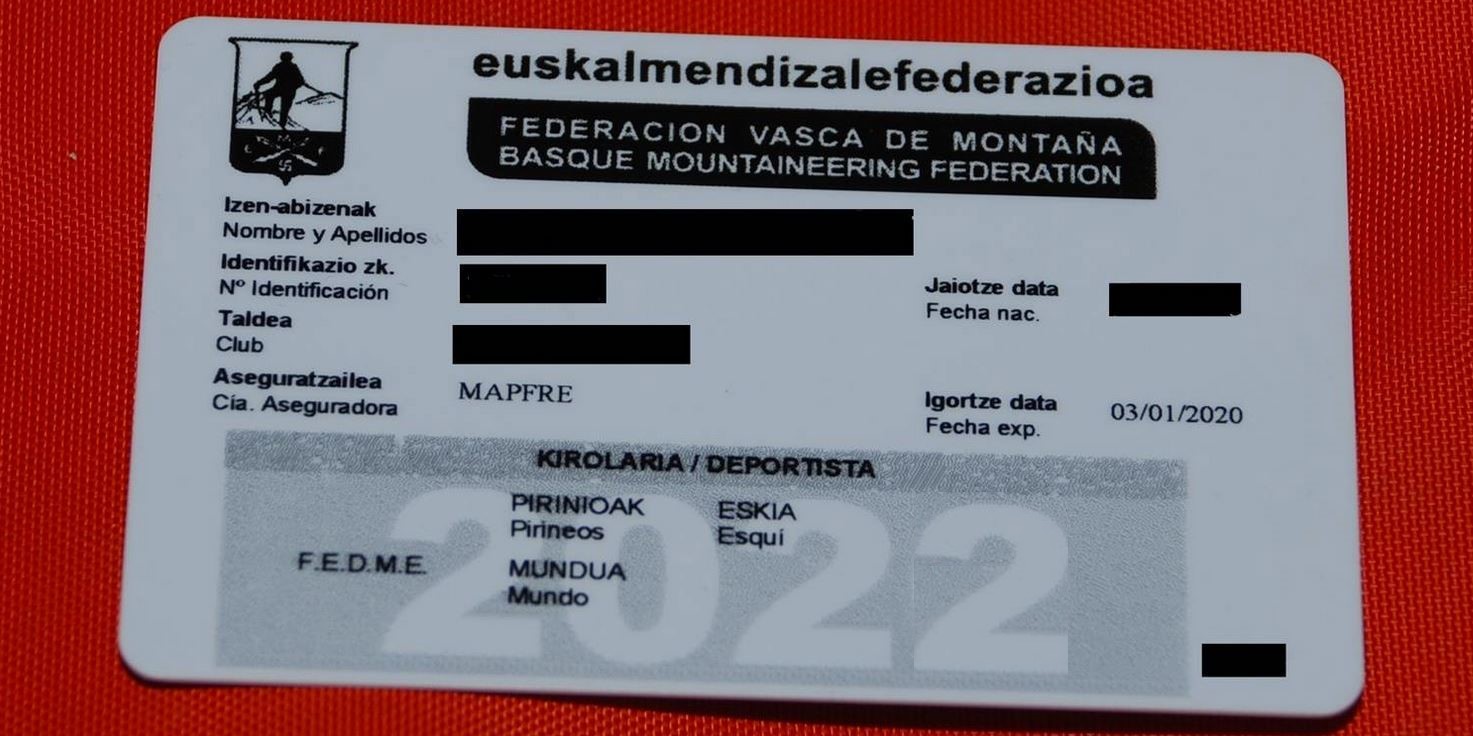 euskalmendizalefederazioa
FEDERACION VASCA DE MONTAÑA
BASQUE MOUNTAINEERING FEDERATION
Izen-abizenak
Nombre y Apellidos
Identifikazio zk.
Nº Identificación
Jaiotze data
Fecha nac.
Taldea
Club
Aseguratzailea
Cía. Aseguradora
MAPFRE
Igortze data
Fecha exp.
03/01/2020
KIROLARIA / DEPORTISTA
2022
F.E.D.M.E.
PIRINIOAK
Pirineos
ESKIA
Esquí
MUNDUA
Mundo